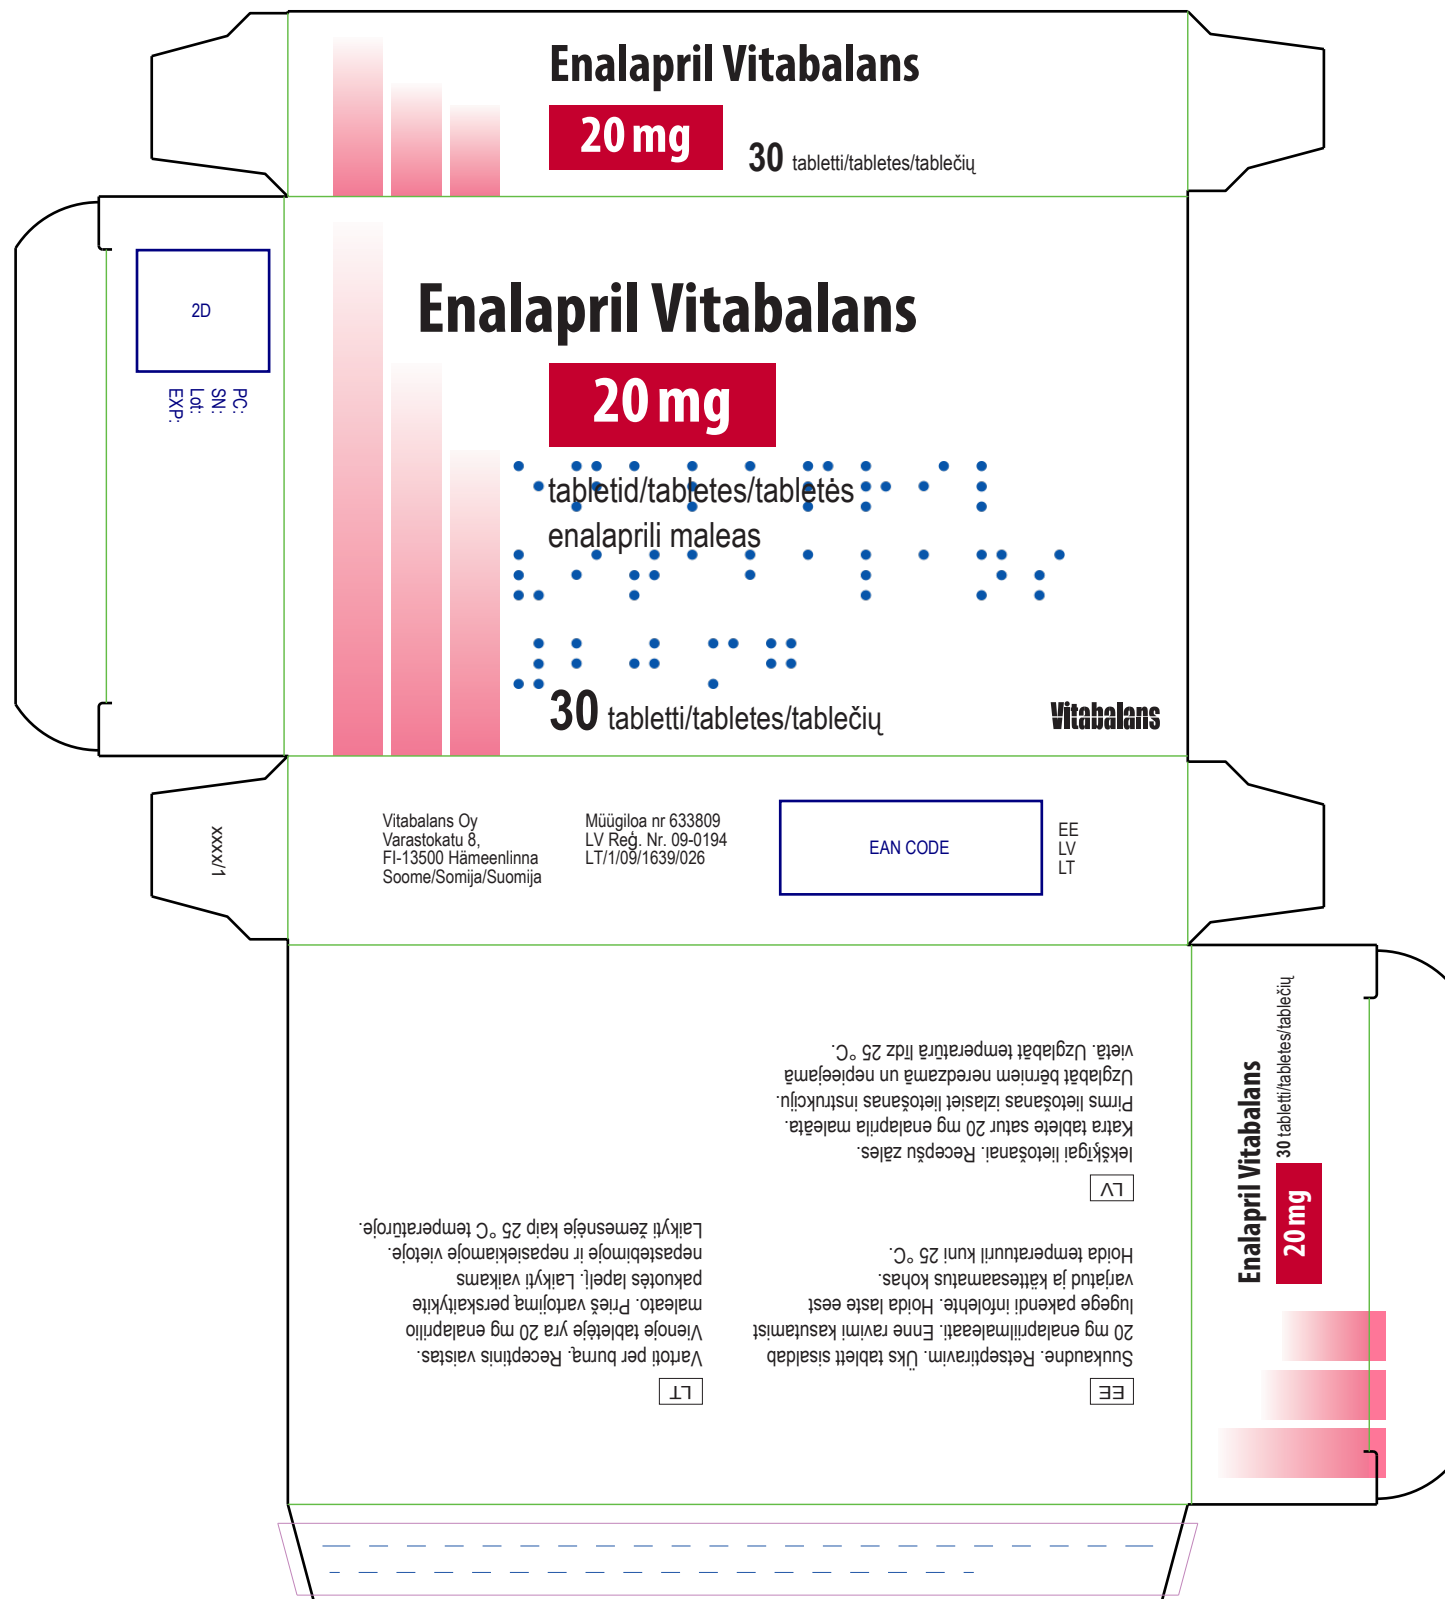 Enalapril Vitabalans
20 mg
30 tabletti/tabletes/tablečių
2D
PC:
SN:
Lot:
EXP:
Enalapril Vitabalans
20 mg
tabletid/tabletes/tabletės
enalaprili maleas
30 tabletti/tabletes/tablečių
Vitabalans
xxxx/1
Vitabalans Oy
Varastokatu 8,
FI-13500 Hämeenlinna
Soome/Somija/Suomija
Müügiloa nr 633809
LV Reģ. Nr. 09-0194
LT/1/09/1639/026
EAN CODE
EE
LV
LT
EE
Suukaudne. Retseptiravim. Üks tablett sisaldab
20 mg enalapriilmaleaati. Enne ravimi kasutamist
lugege pakendi infolehte. Hoida laste eest
varjatud ja kättesaamatus kohas.
Hoida temperatuuril kuni 25 °C.
LV
Iekšķīgai lietošanai. Recepšu zāles.
Katra tablete satur 20 mg enalaprila maleāta.
Pirms lietošanas izlasiet lietošanas instrukciju.
Uzglabāt bērniem neredzamā un nepieejamā
vietā. Uzglabāt temperatūrā līdz 25 °C.
LT
Vartoti per burną. Receptinis vaistas.
Vienoje tabletėje yra 20 mg enalaprilio
maleato. Prieš vartojimą perskaitykite
pakuotės lapelį. Laikyti vaikams
nepastebimoje ir nepasiekiamoje vietoje.
Laikyti žemesnėje kaip 25 °C temperatūroje.
Enalapril Vitabalans
20 mg
30 tabletti/tabletes/tablečių